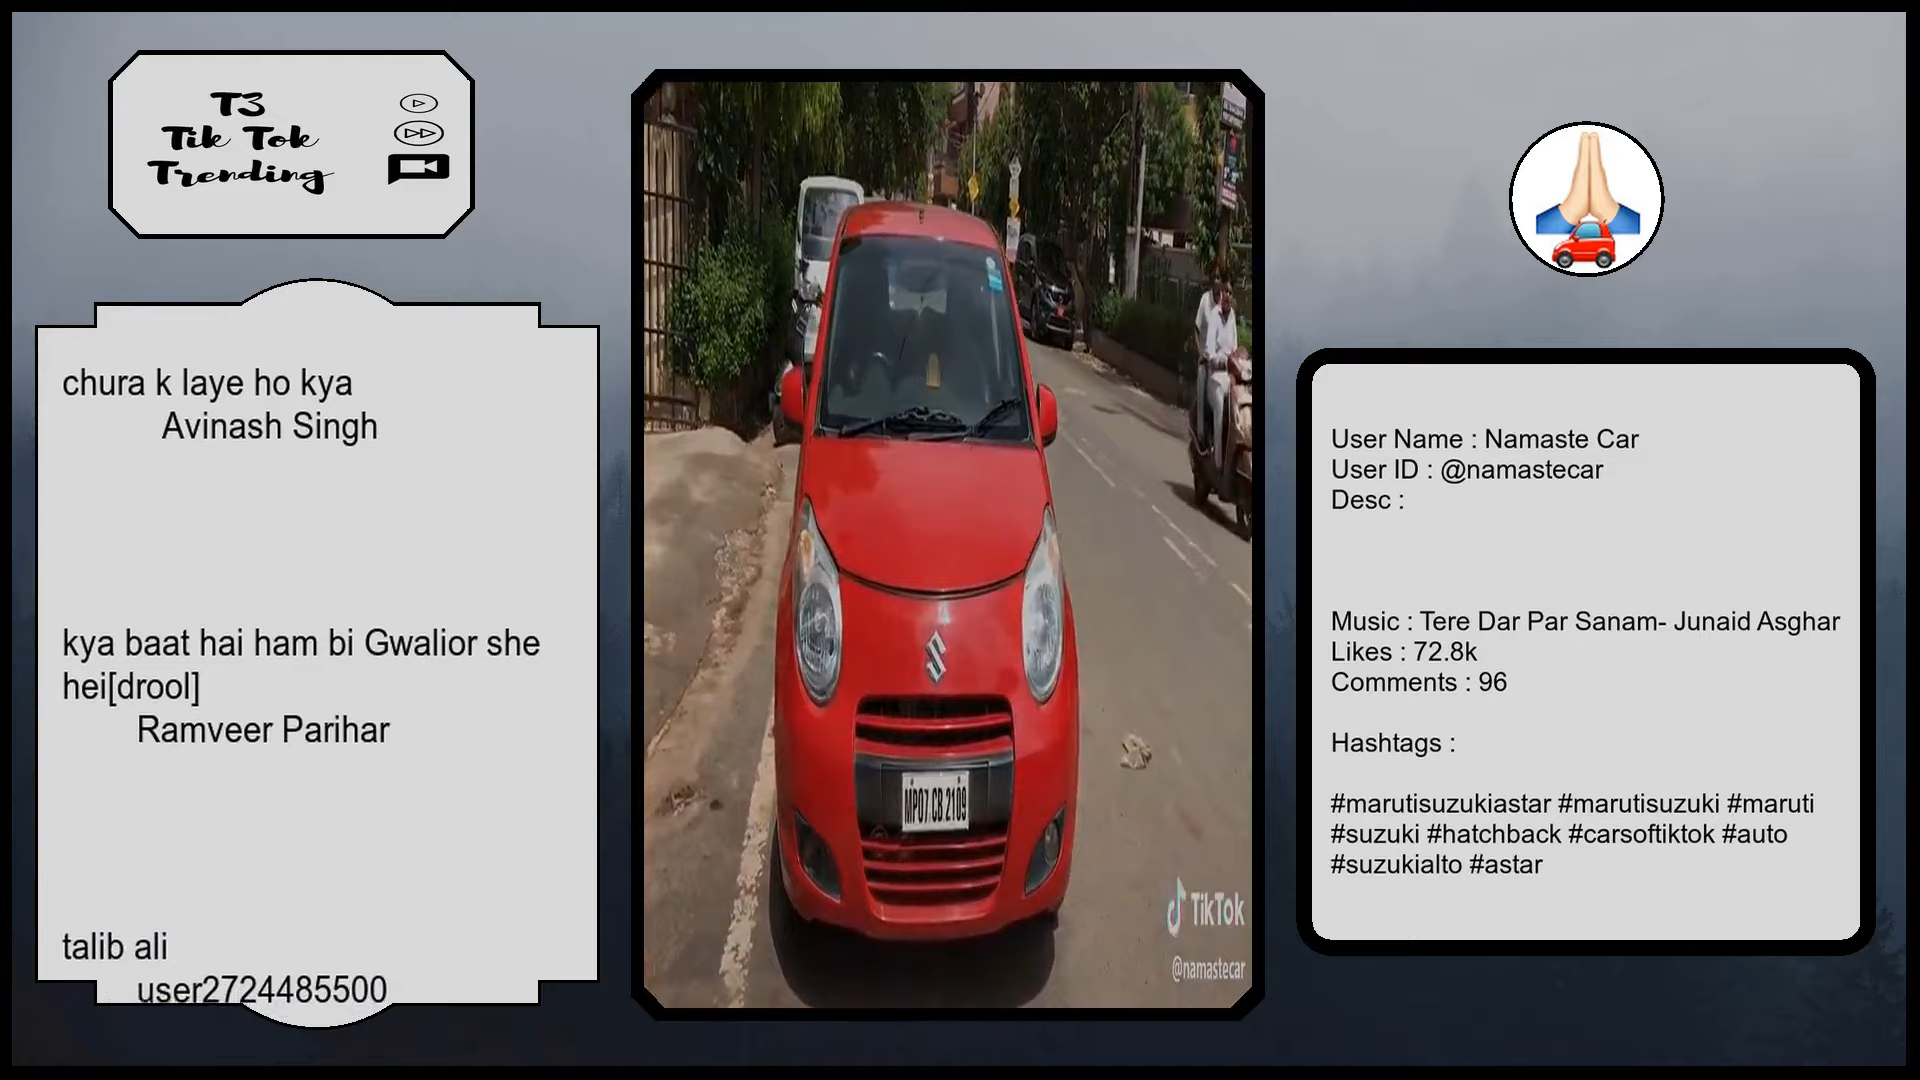 T3
Tik Tok
Trending
chura k laye ho kya
Avinash Singh
kya baat hai ham bi Gwalior she
hei[drool]
Ramveer Parihar
talib ali
user2724485500
MP07 CB 2109
TikTok
@namastecar
User Name : Namaste Car
User ID : @namastecar
Desc :
Music : Tere Dar Par Sanam- Junaid Asghar
Likes : 72.8k
Comments : 96
Hashtags :
#marutisuzukiastar #marutisuzuki #maruti
#suzuki #hatchback #carsoftiktok #auto
#suzukialto #astar